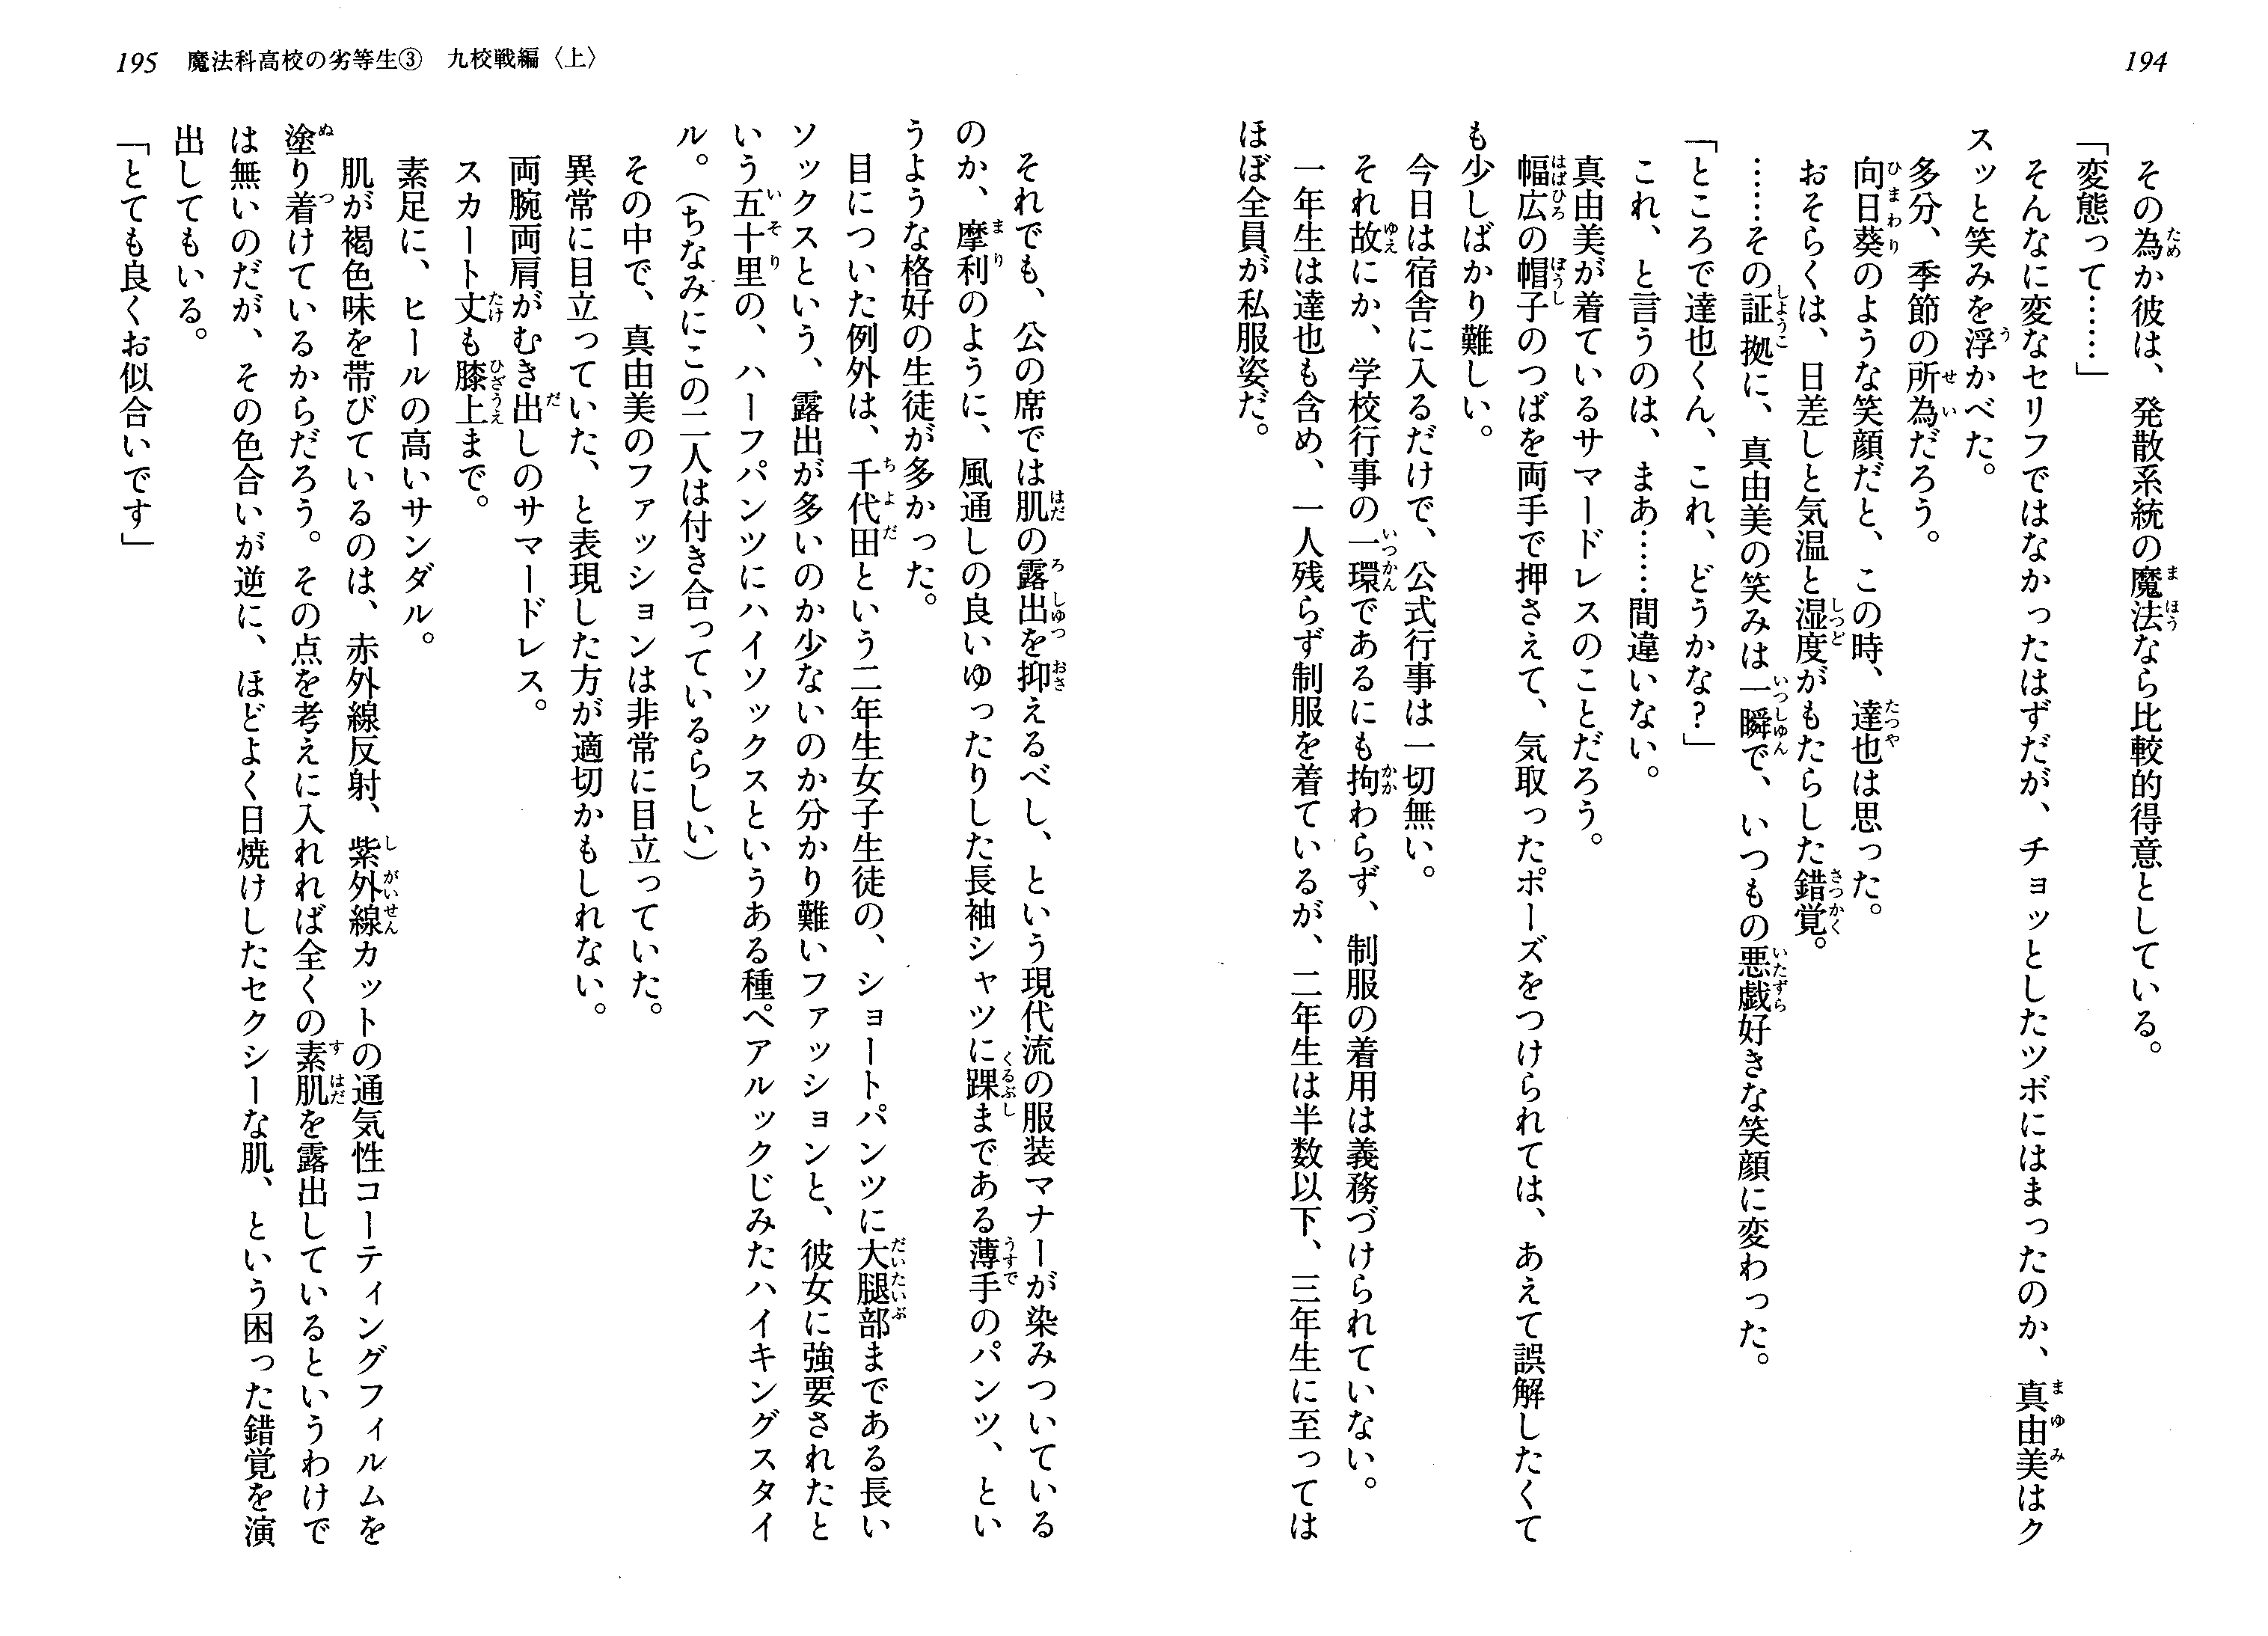 194
その為か彼は、発散系統の魔法なら比較的得意としている。
「変態って……」
そんなに変なセリフではなかったはずだが、チョッとしたツボにはまったのか、真由美はク
スッと笑みを浮かべた。
多分、季節の所為だろう。
向日葵のような笑顔だと、この時、達也は思った。
おそらくは、日差しと気温と湿度がもたらした錯覚。
……その証拠に、真由美の笑みは一瞬で、いつもの悪戯好きな笑顔に変わった。
「ところで達也くん、これ、どうかな？」
これ、と言うのは、まあ……間違いない。
真由美が着ているサマードレスのことだろう。
幅広の帽子のつばを両手で押さえて、気取ったポーズをつけられては、あえて誤解したくて
も少しばかり難しい。
今日は宿舎に入るだけで、公式行事は一切無い。
それ故にか、学校行事の一環であるにも拘わらず、制服の着用は義務づけられていない。
一年生は達也も含め、一人残らず制服を着ているが、二年生は半数以下、三年生に至っては
ほぼ全員が私服姿だ。
195 魔法科高校の劣等生③ 九校戦編〈上〉
それでも、公の席では肌の露出を抑えるべし、という現代流の服装マナーが染みついている
のか、摩利のように、風通しの良いゆったりした長袖シャツに踝まである薄手のパンツ、とい
うような格好の生徒が多かった。
目についた例外は、千代田という二年生女子生徒の、ショートパンツに大腿部まである長い
ソックスという、露出が多いのか少ないのか分かり難いファッションと、彼女に強要されたと
いう五十里の、ハーフパンツにハイソックスというある種ペアルックじみたハイキングスタイ
ル。（ちなみにこの二人は付き合っているらしい）
その中で、真由美のファッションは非常に目立っていた。
異常に目立っていた、と表現した方が適切かもしれない。
両腕両肩がむき出しのサマードレス。
スカート丈も膝上まで。
素足に、ヒールの高いサンダル。
肌が褐色味を帯びているのは、赤外線反射、紫外線カットの通気性コーティングフィルムを
塗り着けているからだろう。その点を考えに入れれば全くの素肌を露出しているというわけで
は無いのだが、その色合いが逆に、ほどよく日焼けしたセクシーな肌、という困った錯覚を演
出してもいる。
「とても良くお似合いです」